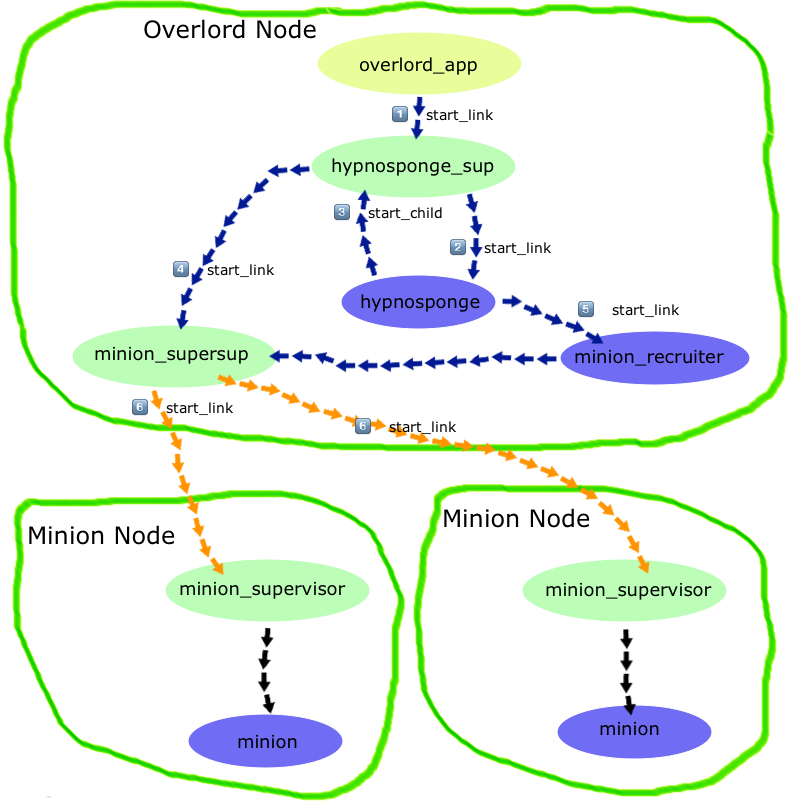 Overlord Node
overlord_app
1 start_link
hypnosponge_sup
3 start_child
2 start_link
4 start_link
hypnosponge
5 start_link
minion_supersup
minion_recruiter
6 start_link
6 start_link
Minion Node
Minion Node
minion_supervisor
minion_supervisor
minion
minion